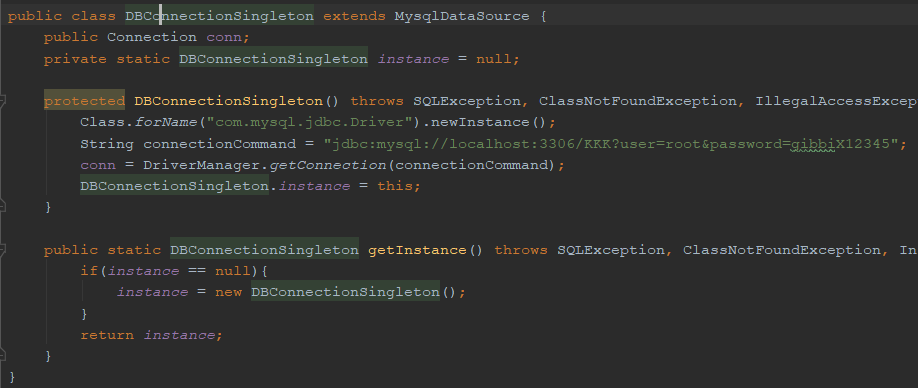 public class DBConnectionSingleton extends MysqlDataSource {
public Connection conn;
private static DBConnectionSingleton instance = null;
protected DBConnectionSingleton() throws SQLException, ClassNotFoundException, IllegalAccessExcep
Class.forName("com.mysql.jdbc.Driver").newInstance();
String connectionCommand = "jdbc:mysql://localhost:3306/KKK?user=root&password=gibbiX12345";
conn = DriverManager.getConnection(connectionCommand);
DBConnectionSingleton.instance = this;
}
public static DBConnectionSingleton getInstance() throws SQLException, ClassNotFoundException, In
if(instance == null){
instance = new DBConnectionSingleton();
}
return instance;
}
}